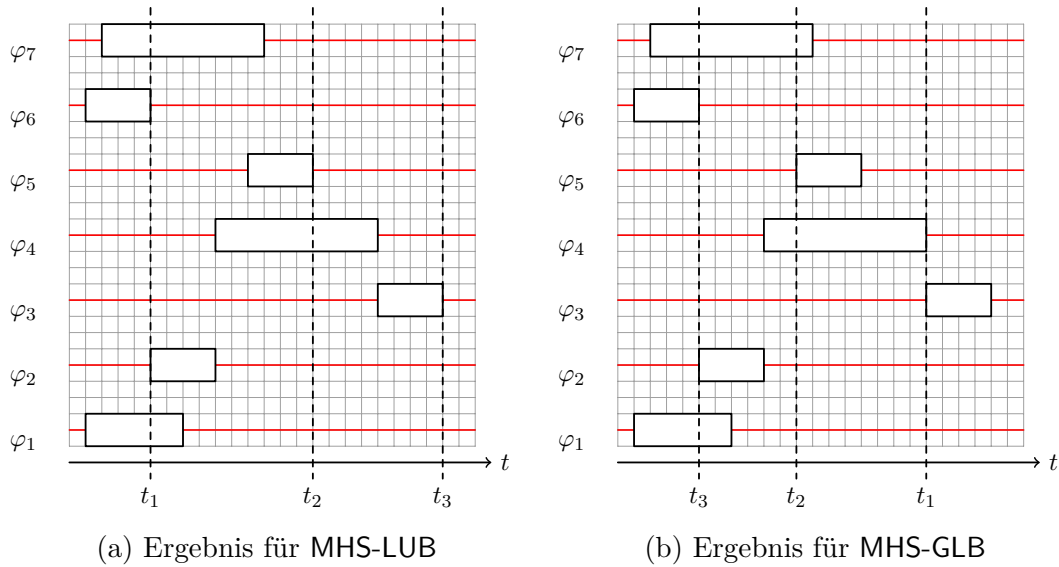 φ₇
φ₆
φ₅
φ₄
φ₃
φ₂
φ₁
t
t₁ t₂ t₃
(a) Ergebnis für MHS-LUB
φ₇
φ₆
φ₅
φ₄
φ₃
φ₂
φ₁
t
t₃ t₂ t₁
(b) Ergebnis für MHS-GLB